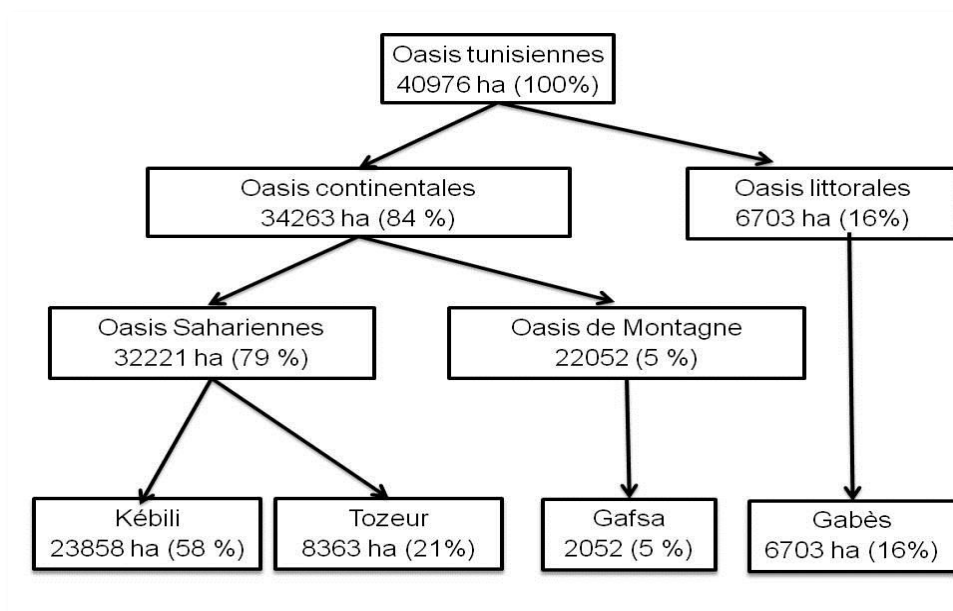 Oasis tunisiennes
40976 ha (100%)
Oasis continentales
34263 ha (84 %)
Oasis littorales
6703 ha (16%)
Oasis Sahariennes
32221 ha (79 %)
Oasis de Montagne
22052 (5 %)
Kébili
23858 ha (58 %)
Tozeur
8363 ha (21%)
Gafsa
2052 (5 %)
Gabès
6703 ha (16%)